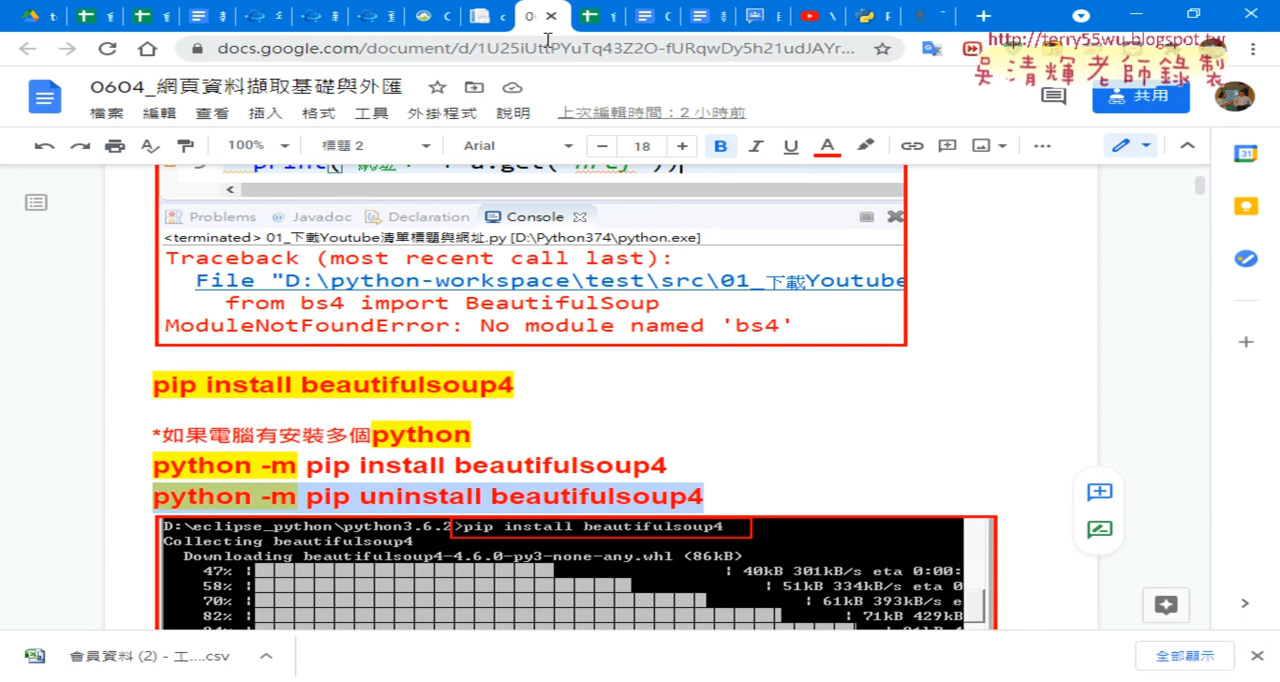 docs.google.com/document/d/1U25iUttPYuTq43Z2O-fURqwDy5h21udJAYr...
http://terry55wu.blogspot.tw
吳清輝老師錄製
0604_網頁資料擷取基礎與外匯
共用
檔案 編輯 查看 插入 格式 工具 外掛程式 說明 上次編輯時間：2 小時前
100% 標題 2 Arial 18 B I U A
Problems @ Javadoc Declaration Console
<terminated> 01_下載Youtube清單標題與網址.py [D:\Python374\python.exe]
Traceback (most recent call last):
File "D:\python-workspace\test\src\01_下載Youtube
from bs4 import BeautifulSoup
ModuleNotFoundError: No module named 'bs4'
pip install beautifulsoup4
*如果電腦有安裝多個python
python -m pip install beautifulsoup4
python -m pip uninstall beautifulsoup4
D:\eclipse_python\python3.6.2>pip install beautifulsoup4
Collecting beautifulsoup4
Downloading beautifulsoup4-4.6.0-py3-none-any.whl (86kB)
47% 40kB 301kB/s eta 0:00:
58% 51kB 334kB/s eta 0
70% 61kB 393kB/s e
82% 71kB 429kB
會員資料 (2) - 工....csv
全部顯示